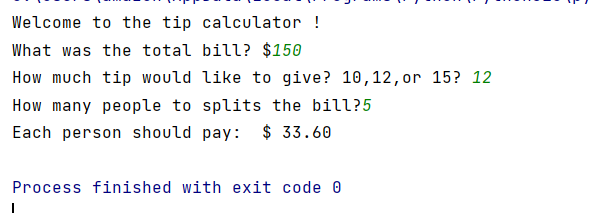 Welcome to the tip calculator !
What was the total bill? $150
How much tip would like to give? 10,12,or 15? 12
How many people to splits the bill?5
Each person should pay:  $ 33.60
Process finished with exit code 0